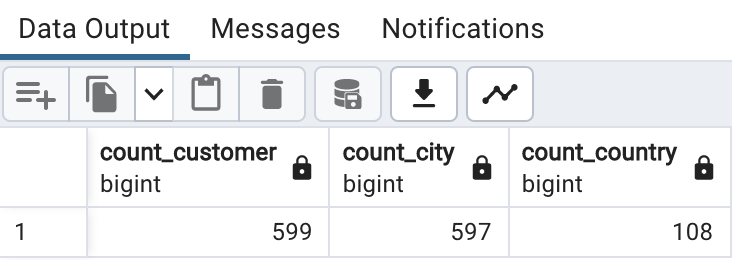 Data Output Messages Notifications
count_customer count_city count_country
bigint bigint bigint
1 599 597 108